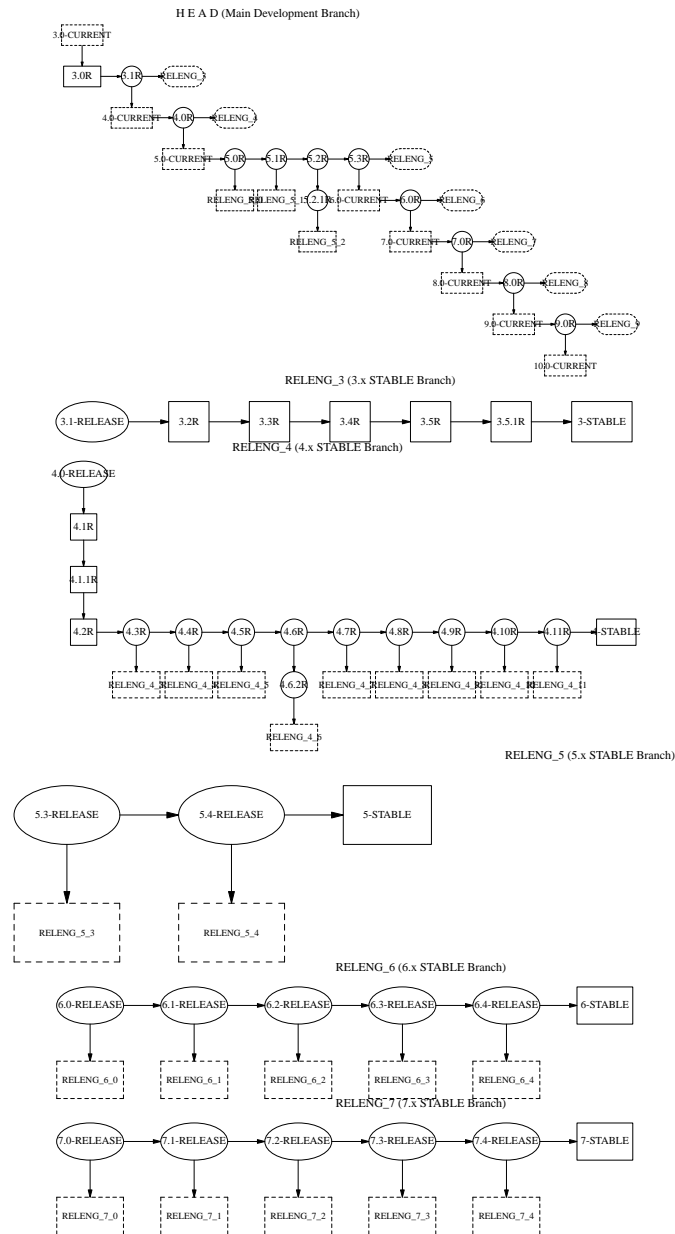 H E A D (Main Development Branch)
3.0-CURRENT
3.0R 3.1R RELENG_3
4.0-CURRENT 4.0R RELENG_4
5.0-CURRENT 5.0R 5.1R 5.2R 5.3R RELENG_5
5.2.1R 6.0-CURRENT 6.0R RELENG_6
RELENG_5_2 7.0-CURRENT 7.0R RELENG_7
8.0-CURRENT 8.0R RELENG_8
9.0-CURRENT 9.0R RELENG_9
10.0-CURRENT
RELENG_3 (3.x STABLE Branch)
3.1-RELEASE 3.2R 3.3R 3.4R 3.5R 3.5.1R 3-STABLE
RELENG_4 (4.x STABLE Branch)
4.0-RELEASE
4.1R
4.1.1R
4.2R 4.3R 4.4R 4.5R 4.6R 4.7R 4.8R 4.9R 4.10R 4.11R 4-STABLE
RELENG_4_5 4.6.2R RELENG_4_11
RELENG_4_6
RELENG_5 (5.x STABLE Branch)
5.3-RELEASE 5.4-RELEASE 5-STABLE
RELENG_5_3 RELENG_5_4
RELENG_6 (6.x STABLE Branch)
6.0-RELEASE 6.1-RELEASE 6.2-RELEASE 6.3-RELEASE 6.4-RELEASE 6-STABLE
RELENG_6_0 RELENG_6_1 RELENG_6_2 RELENG_6_3 RELENG_6_4
RELENG_7 (7.x STABLE Branch)
7.0-RELEASE 7.1-RELEASE 7.2-RELEASE 7.3-RELEASE 7.4-RELEASE 7-STABLE
RELENG_7_0 RELENG_7_1 RELENG_7_2 RELENG_7_3 RELENG_7_4